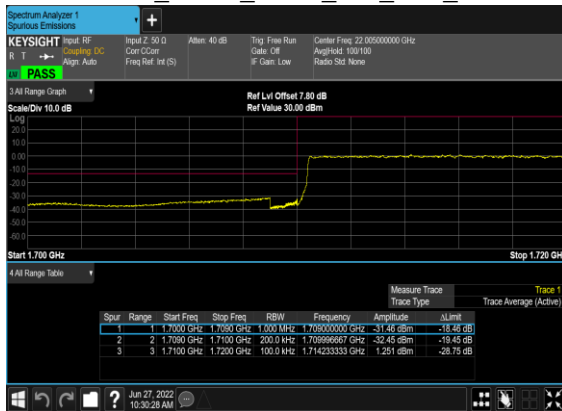 Spectrum Analyzer 1
Spurious Emissions
KEYSIGHT Input: RF Input Z: 50 Ω Atten: 40 dB Trig: Free Run Center Freq: 22.005000000 GHz
R T Coupling: DC Corr CCorr Gate: Off Avg|Hold: 100/100
Align: Auto Freq Ref: Int (S) IF Gain: Low Radio Std: None
PASS
3 All Range Graph
Ref Lvl Offset 7.80 dB
Scale/Div 10.0 dB Ref Value 30.00 dBm
Log
20.0
10.0
0.00
-10.0
-20.0
-30.0
-40.0
-50.0
-60.0
Start 1.700 GHz Stop 1.720 GH
4 All Range Table
Measure Trace Trace 1
Trace Type Trace Average (Active)
Spur Range Start Freq Stop Freq RBW Frequency Amplitude ΔLimit
1 1 1.7000 GHz 1.7090 GHz 1.000 MHz 1.709000000 GHz -31.46 dBm -18.46 dB
2 2 1.7090 GHz 1.7100 GHz 200.0 kHz 1.709996667 GHz -32.45 dBm -19.45 dB
3 3 1.7100 GHz 1.7200 GHz 100.0 kHz 1.714233333 GHz 1.251 dBm -28.75 dB
? Jun 27, 2022
10:30:28 AM